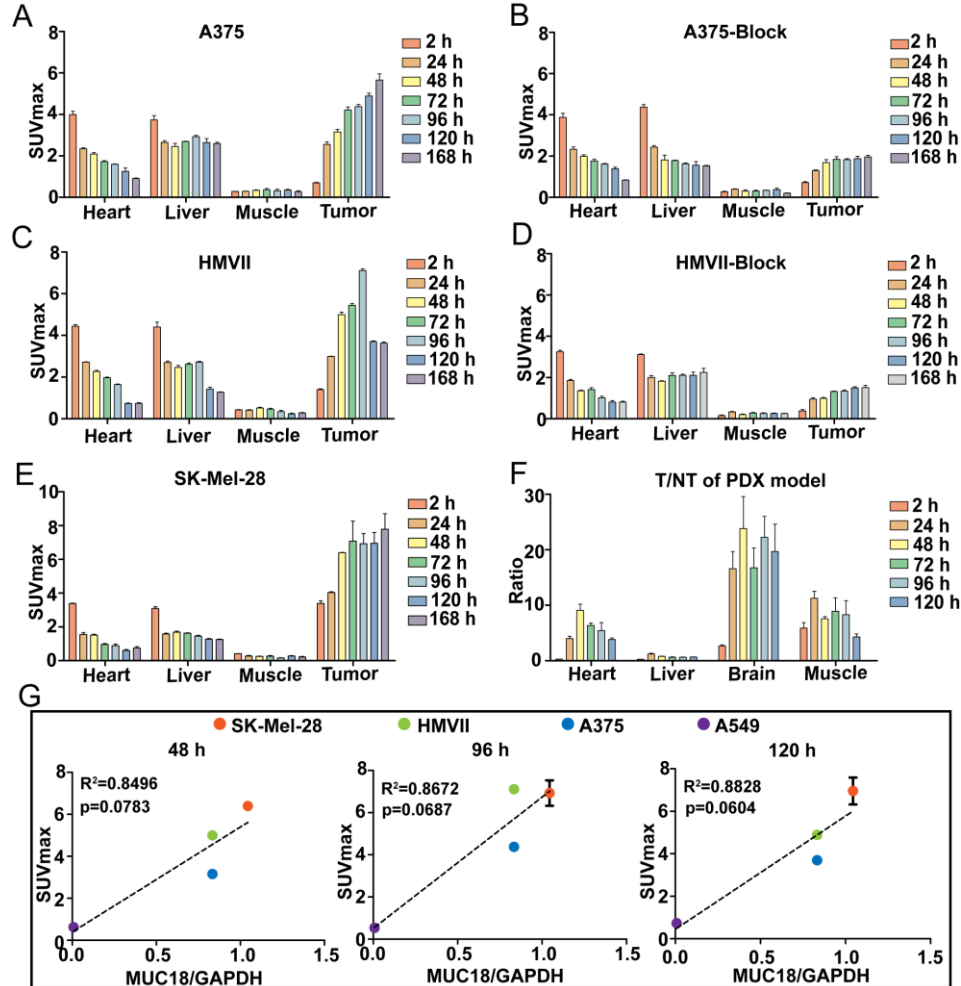 A
A375
SUVmax
8
6
4
2
0
Heart Liver Muscle Tumor
2 h
24 h
48 h
72 h
96 h
120 h
168 h
B
A375-Block
SUVmax
8
6
4
2
0
Heart Liver Muscle Tumor
2 h
24 h
48 h
72 h
96 h
120 h
168 h
C
HMVII
SUVmax
8
6
4
2
0
Heart Liver Muscle Tumor
2 h
24 h
48 h
72 h
96 h
120 h
168 h
D
HMVII-Block
SUVmax
8
6
4
2
0
Heart Liver Muscle Tumor
2 h
24 h
48 h
72 h
96 h
120 h
168 h
E
SK-Mel-28
SUVmax
10
8
6
4
2
0
Heart Liver Muscle Tumor
2 h
24 h
48 h
72 h
96 h
120 h
168 h
F
T/NT of PDX model
Ratio
30
20
10
0
Heart Liver Brain Muscle
2 h
24 h
48 h
72 h
96 h
120 h
G
SK-Mel-28 HMVII A375 A549
48 h
R²=0.8496
p=0.0783
SUVmax
8
6
4
2
0
0.0 0.5 1.0 1.5
MUC18/GAPDH
96 h
R²=0.8672
p=0.0687
SUVmax
8
6
4
2
0
0.0 0.5 1.0 1.5
MUC18/GAPDH
120 h
R²=0.8828
p=0.0604
SUVmax
8
6
4
2
0
0.0 0.5 1.0 1.5
MUC18/GAPDH